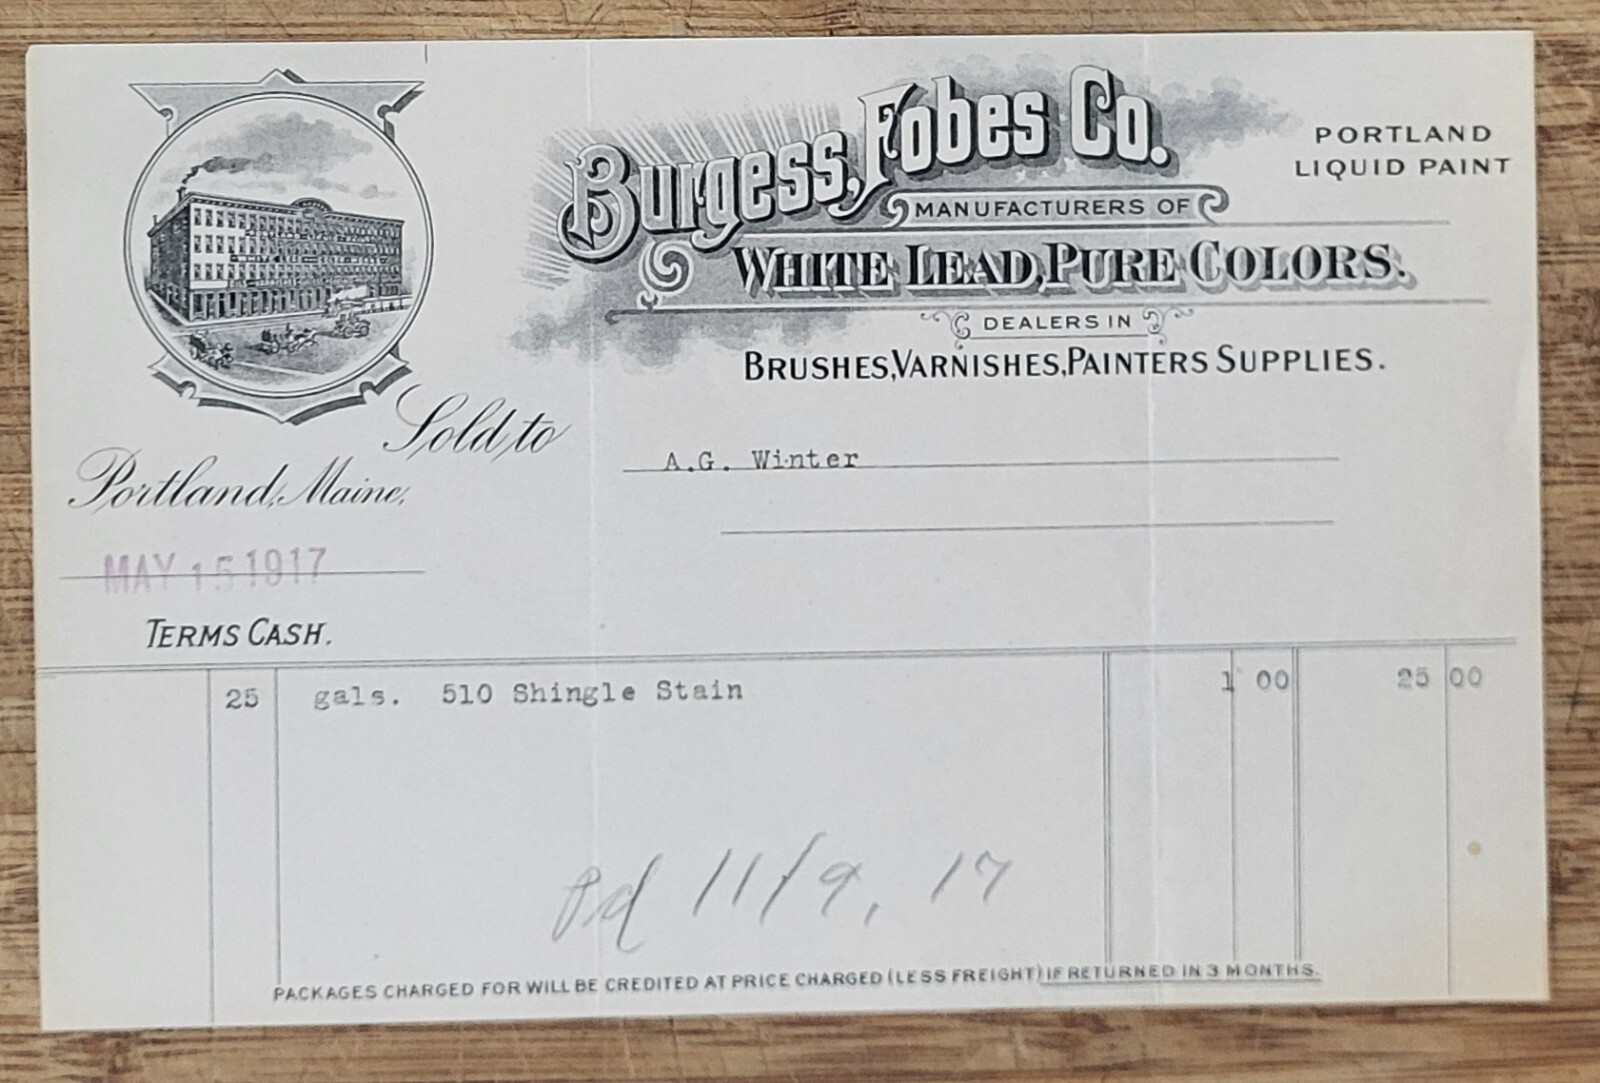 Burgess, Fobes Co.
PORTLAND
LIQUID PAINT
MANUFACTURERS OF
WHITE LEAD, PURE COLORS.
DEALERS IN
BRUSHES, VARNISHES, PAINTERS SUPPLIES.
Sold to
A.G. Winter
Portland, Maine,
MAY 15 1917
TERMS CASH.
25 gals. 510 Shingle Stain 1 00 25 00
Pd 11/9, 17
PACKAGES CHARGED FOR WILL BE CREDITED AT PRICE CHARGED (LESS FREIGHT) IF RETURNED IN 3 MONTHS.